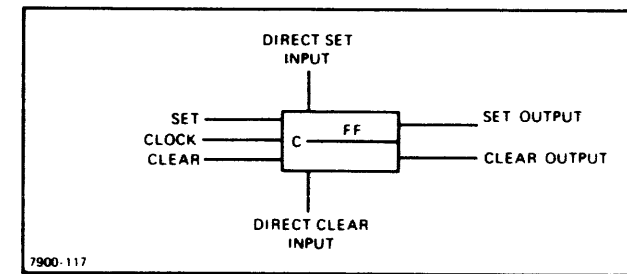 DIRECT SET
INPUT
SET
CLOCK
CLEAR
C
FF
SET OUTPUT
CLEAR OUTPUT
DIRECT CLEAR
INPUT
7900-117